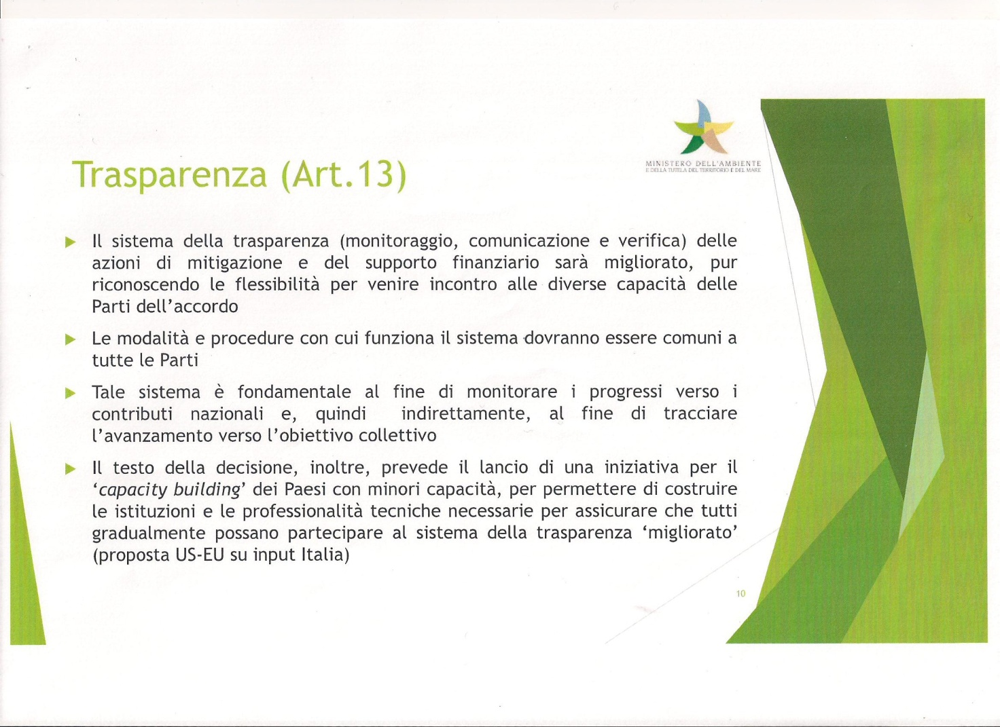 MINISTERO DELL'AMBIENTE
E DELLA TUTELA DEL TERRITORIO E DEL MARE
Trasparenza (Art.13)
Il sistema della trasparenza (monitoraggio, comunicazione e verifica) delle
azioni di mitigazione e del supporto finanziario sarà migliorato, pur
riconoscendo le flessibilità per venire incontro alle diverse capacità delle
Parti dell'accordo
Le modalità e procedure con cui funziona il sistema dovranno essere comuni a
tutte le Parti
Tale sistema è fondamentale al fine di monitorare i progressi verso i
contributi nazionali e, quindi indirettamente, al fine di tracciare
l'avanzamento verso l'obiettivo collettivo
Il testo della decisione, inoltre, prevede il lancio di una iniziativa per il
‘capacity building’ dei Paesi con minori capacità, per permettere di costruire
le istituzioni e le professionalità tecniche necessarie per assicurare che tutti
gradualmente possano partecipare al sistema della trasparenza ‘migliorato’
(proposta US-EU su input Italia)
10